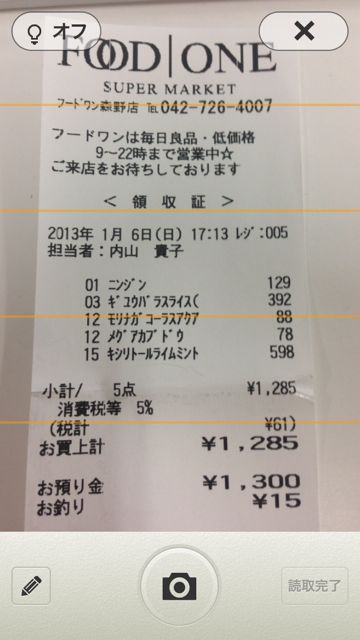 オフ
FOOD|ONE
SUPER MARKET
フードワン森野店 ℡042-726-4007
フードワンは毎日良品・低価格
9～22時まで営業中☆
ご来店をお待ちしております
＜ 領 収 証 ＞
2013年 1月 6日(日) 17:13 ﾚｼﾞ:005
担当者：内山 貴子
01 ﾆﾝｼﾞﾝ 129
03 ｷﾞﾕｳﾊﾞﾗｽﾗｲｽ( 392
12 ﾓﾘﾅｶﾞｺｰﾗｽｱｸｱ 88
12 ﾒｸﾞｱｶﾌﾞﾄﾞｳ 78
15 ｷｼﾘﾄｰﾙﾗｲﾑﾐﾝﾄ 598
小計/ 5点 ¥1,285
消費税等 5%
(税計 ¥61)
お買上計 ¥1,285
お預り金 ¥1,300
お釣り ¥15
読取完了